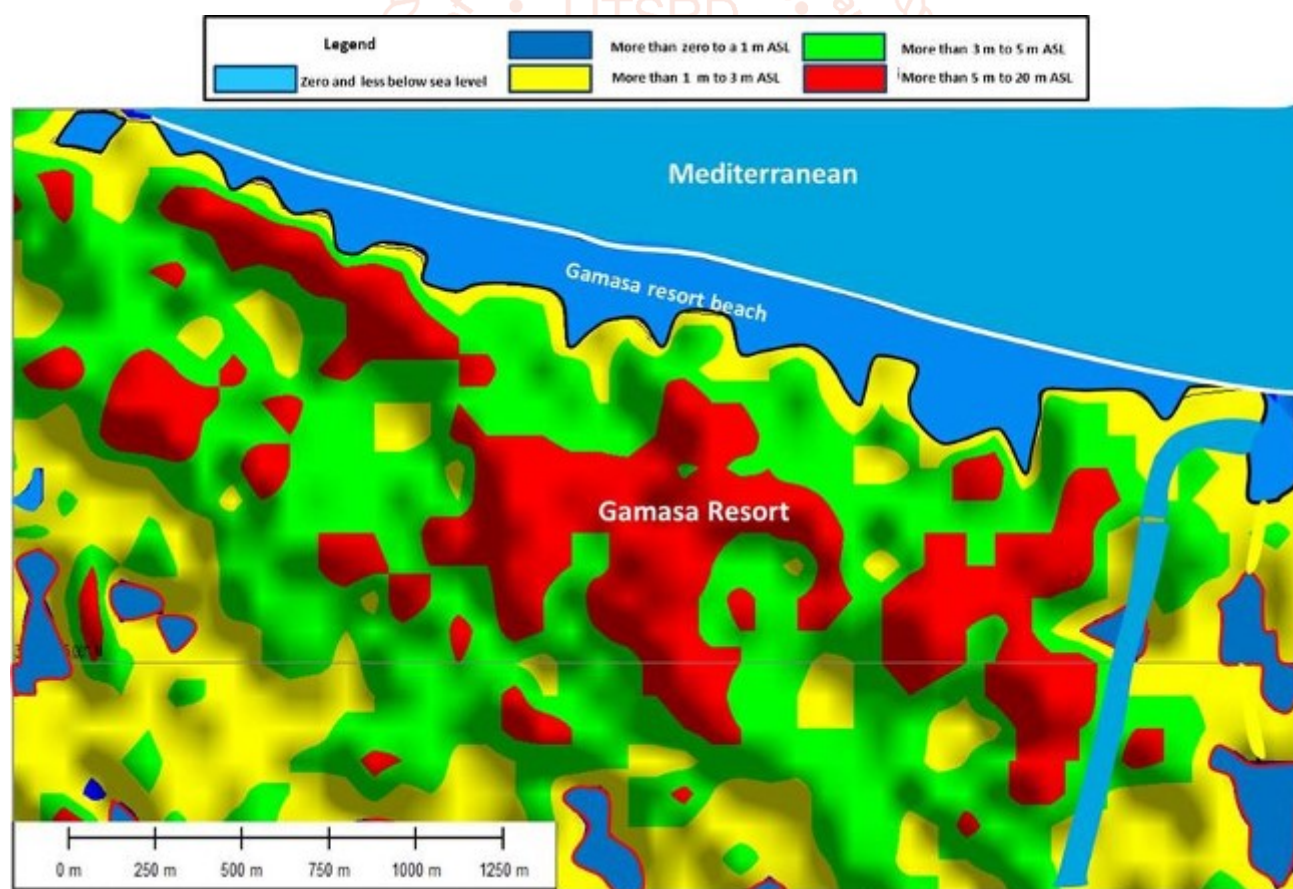 IJTSRD
Legend
Zero and less below sea level
More than zero to a 1 m ASL
More than 1 m to 3 m ASL
More than 3 m to 5 m ASL
More than 5 m to 20 m ASL
Mediterranean
Gamasa resort beach
Gamasa Resort
0 m 250 m 500 m 750 m 1000 m 1250 m